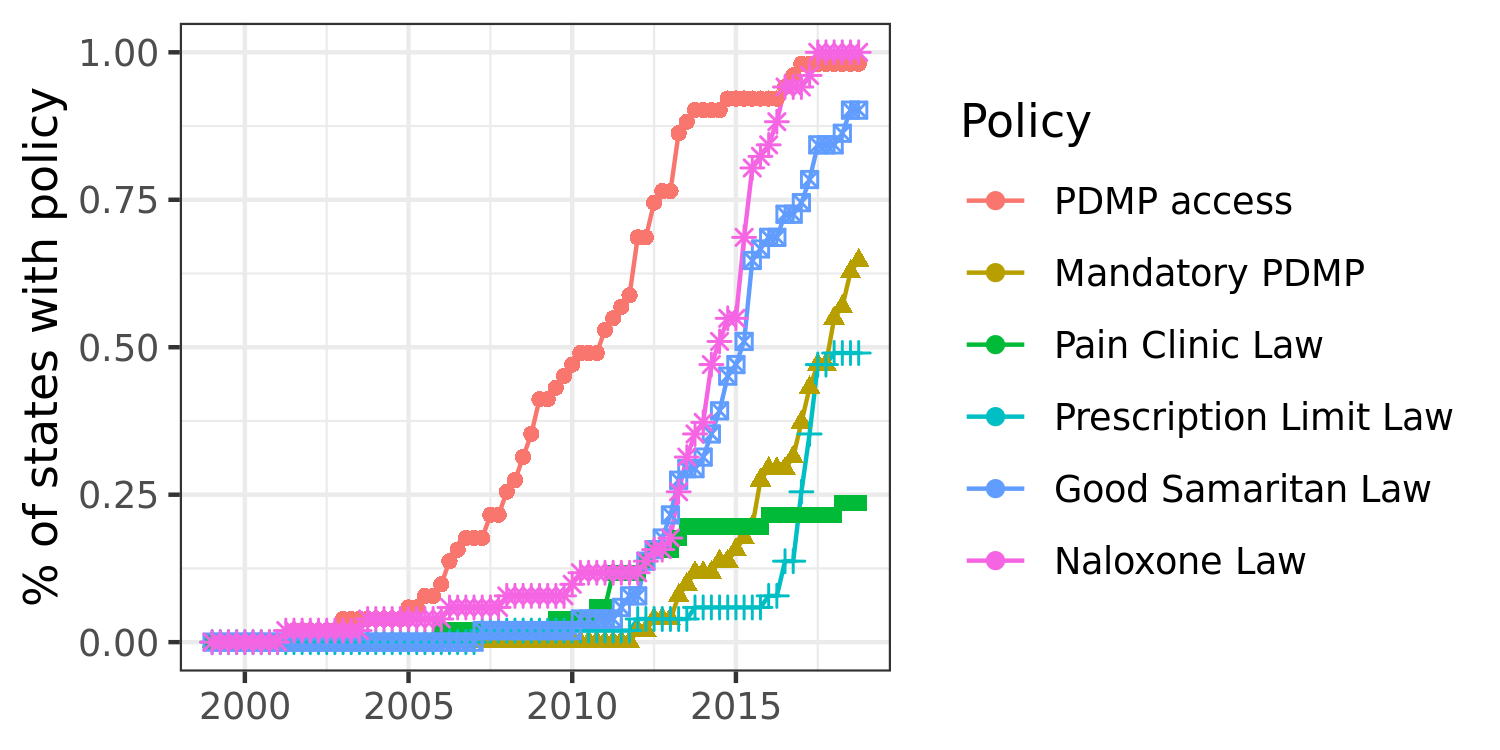 % of states with policy
1.00
0.75
0.50
0.25
0.00
2000
2005
2010
2015
Policy
PDMP access
Mandatory PDMP
Pain Clinic Law
Prescription Limit Law
Good Samaritan Law
Naloxone Law